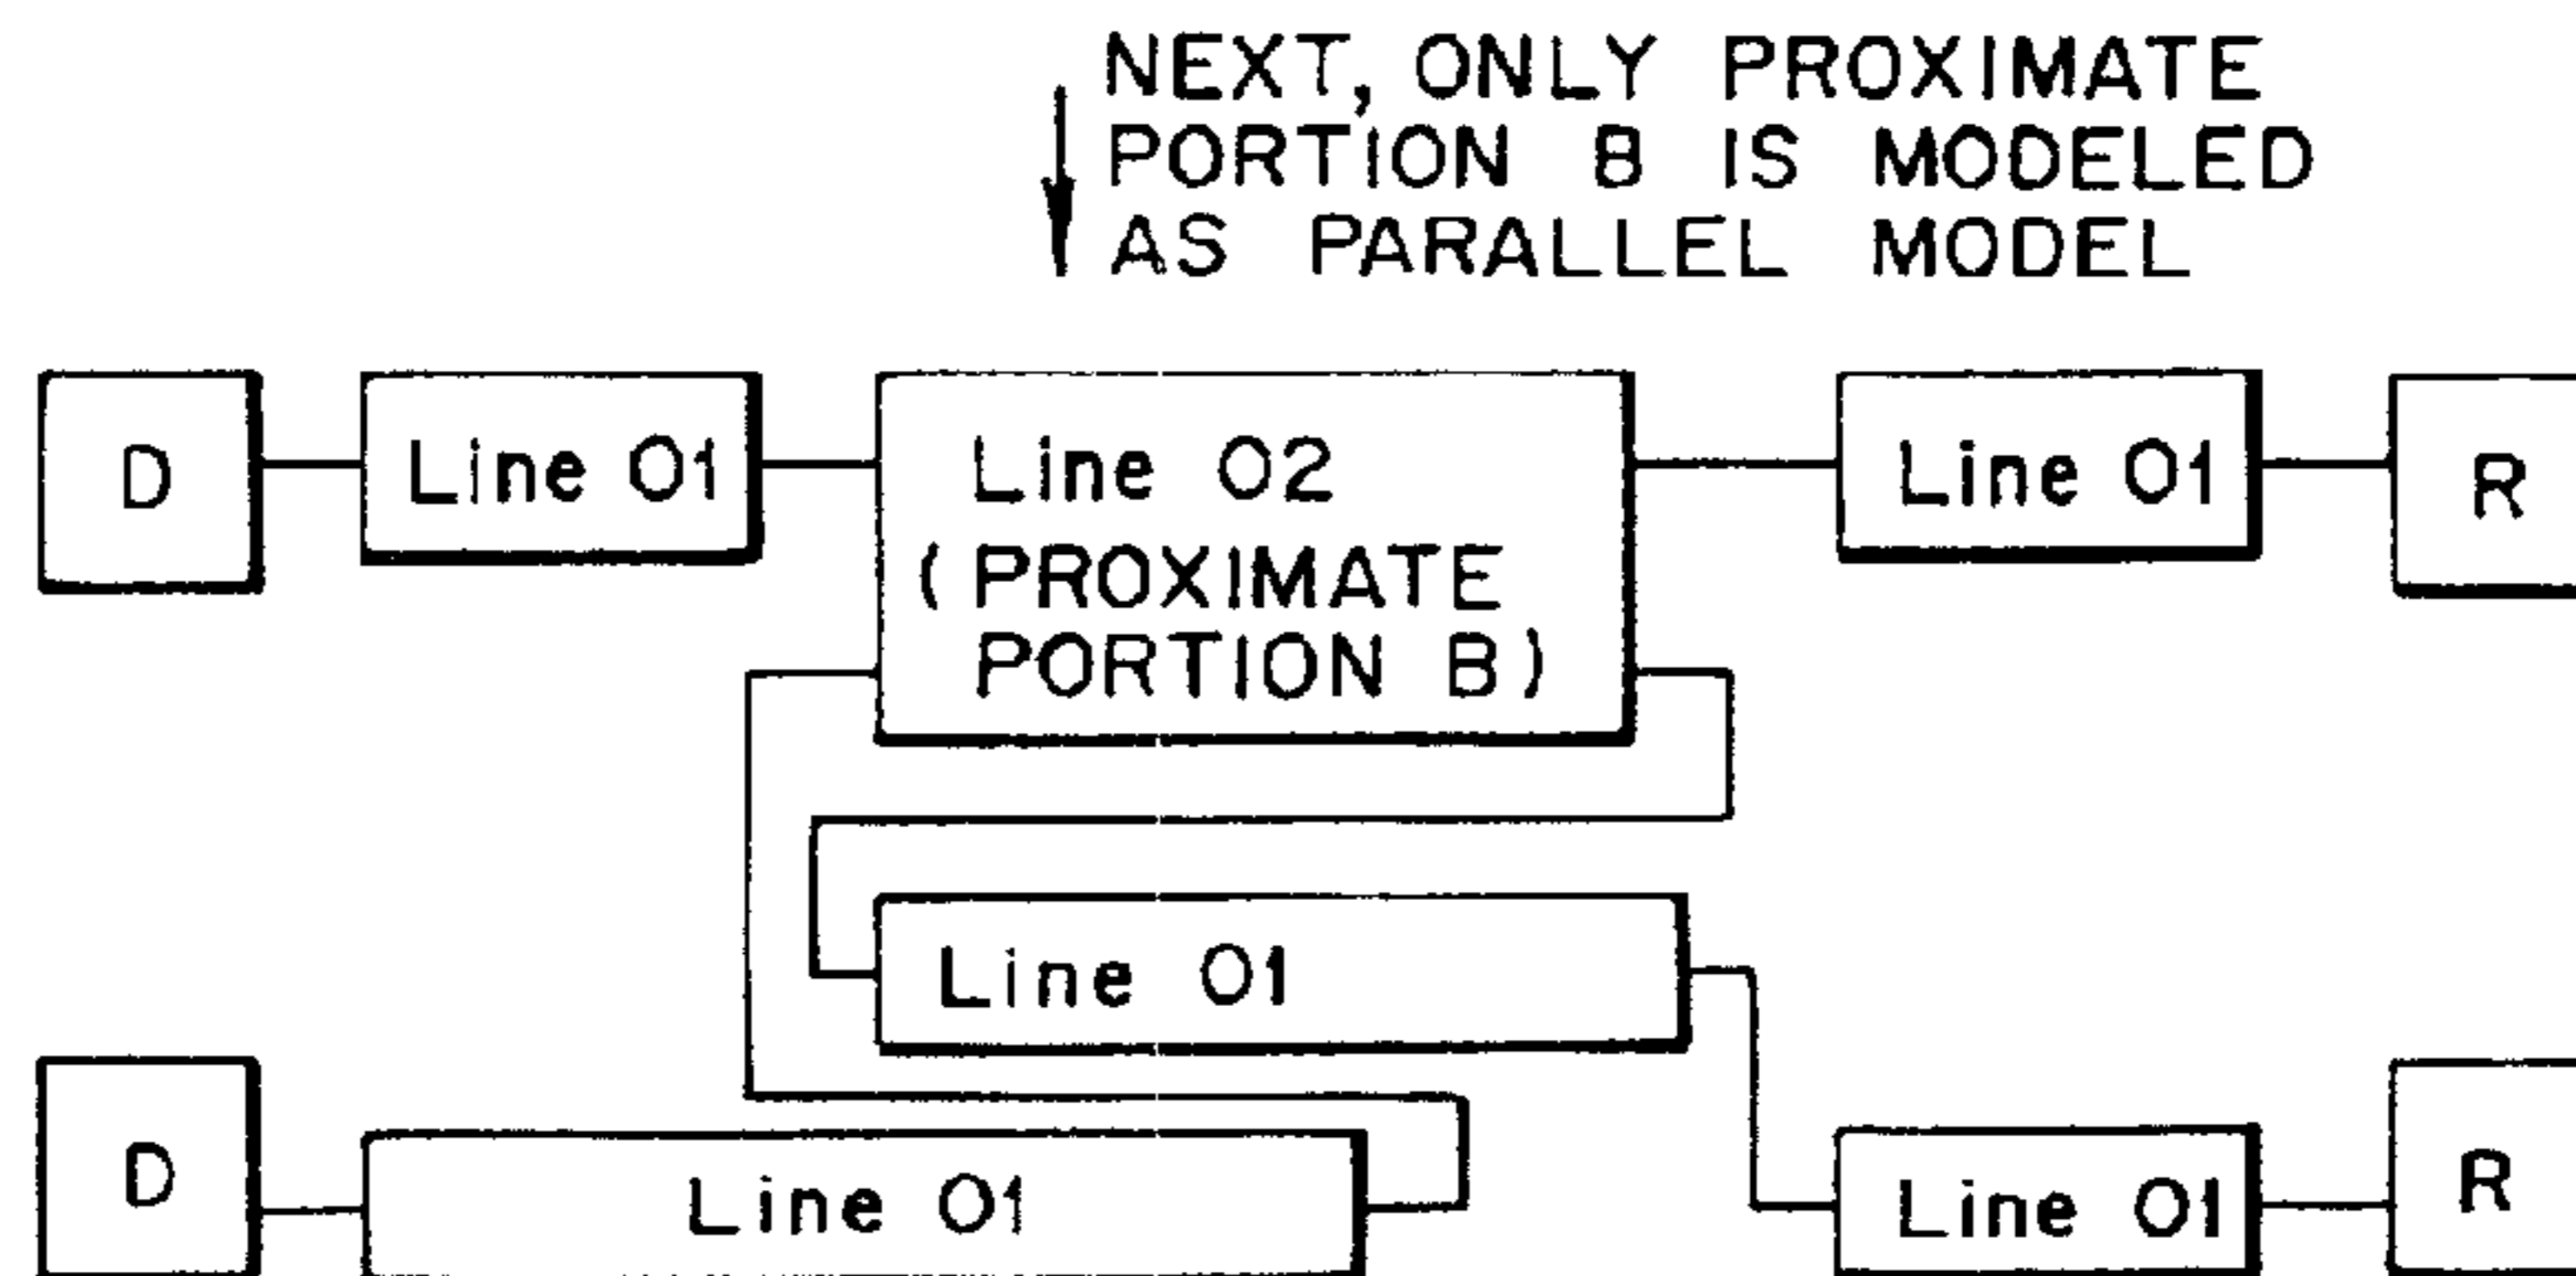 NEXT, ONLY PROXIMATE
PORTION B IS MODELED
AS PARALLEL MODEL
D
Line 01
Line 02
(PROXIMATE
PORTION B)
Line 01
R
Line 01
D
Line 01
Line 01
R